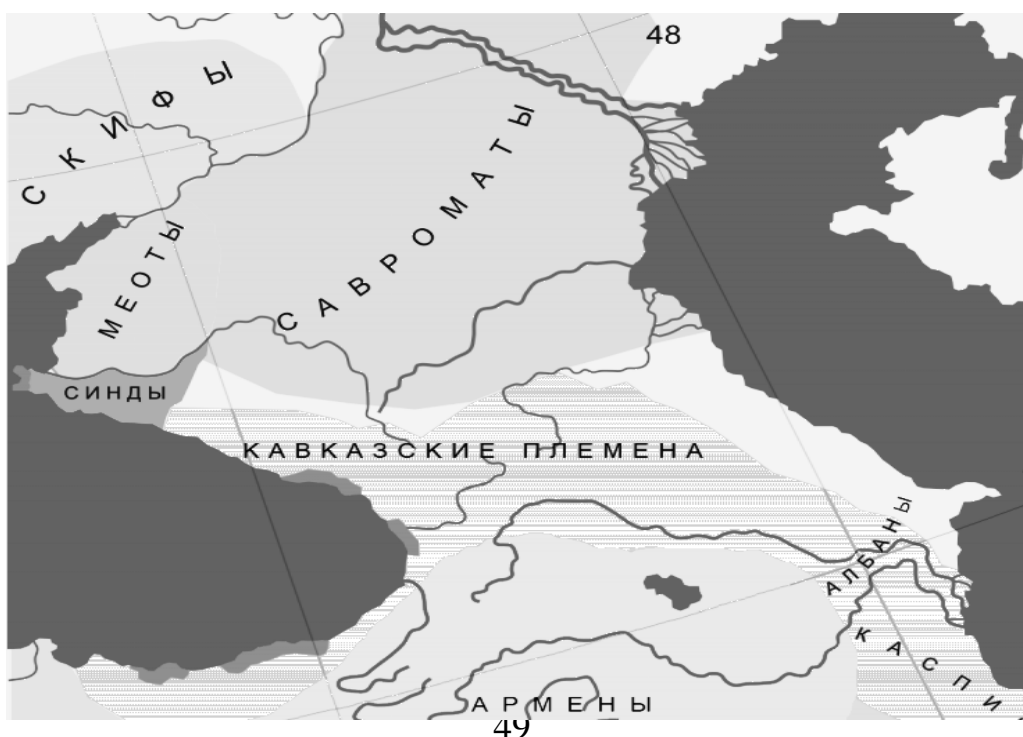 48
СКИФЫ
САВРОМАТЫ
МЕОТЫ
СИНДЫ
КАВКАЗСКИЕ ПЛЕМЕНА
АЛБАНЫ
КАСПИ
АРМЕНЫ
49